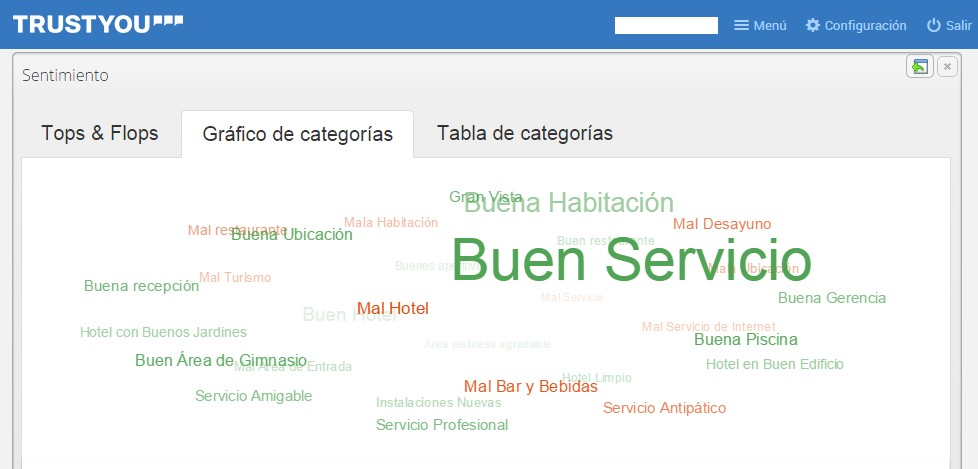 TRUSTYOU
Menú
Configuración
Salir
Sentimiento
Tops & Flops
Gráfico de categorías
Tabla de categorías
Gran Vista
Buena Habitación
Mala Habitación
Mal Desayuno
Mal restaurante
Buena Ubicación
Buen restaurante
Buen Servicio
Buenos
Mala Ubicación
Mal Turismo
Buena recepción
Mal Servicio
Buena Gerencia
Mal Hotel
Buen Hotel
Mal Servicio de Internet
Hotel con Buenos Jardines
Buena Piscina
Área wellness agradable
Buen Área de Gimnasio
Mal Área de Entrada
Hotel en Buen Edificio
Hotel Limpio
Mal Bar y Bebidas
Servicio Amigable
Instalaciones Nuevas
Servicio Antipático
Servicio Profesional